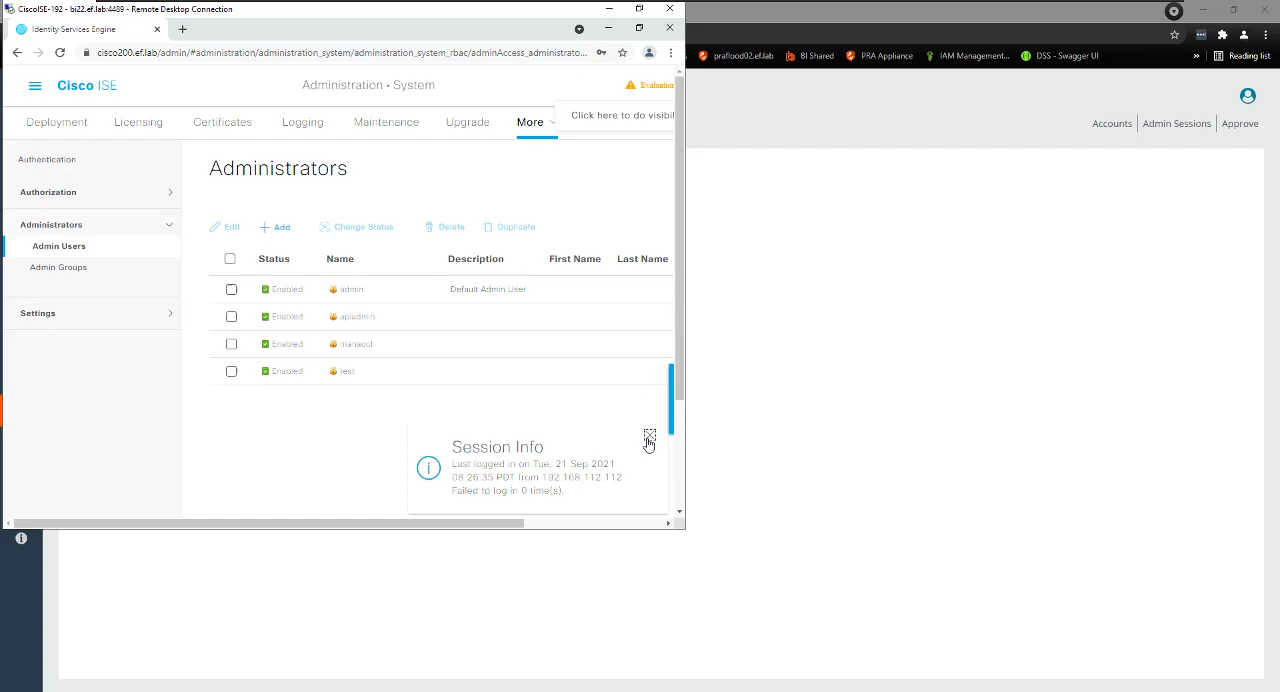 CiscoISE-192 - bi22.ef.lab:4489 - Remote Desktop Connection
Identity Services Engine
cisco200.ef.lab/admin/#administration/administration_system/administration_system_rbac/adminAccess_administrato...
praflood02.ef.lab
BI Shared
PRA Appliance
IAM Management...
DSS - Swagger UI
»
Reading list
Cisco ISE
Administration • System
Evaluation
Accounts
Admin Sessions
Approve
Deployment
Licensing
Certificates
Logging
Maintenance
Upgrade
More
Click here to do visibil
Authentication
Authorization
Administrators
Admin Users
Admin Groups
Settings
Administrators
Edit
Add
Change Status
Delete
Duplicate
Status Name Description First Name Last Name
Enabled admin Default Admin User
Enabled apiadmin
Enabled manacct
Enabled test
Session Info
Last logged in on Tue, 21 Sep 2021
08:26:35 PDT from 192.168.112.112
Failed to log in 0 time(s).